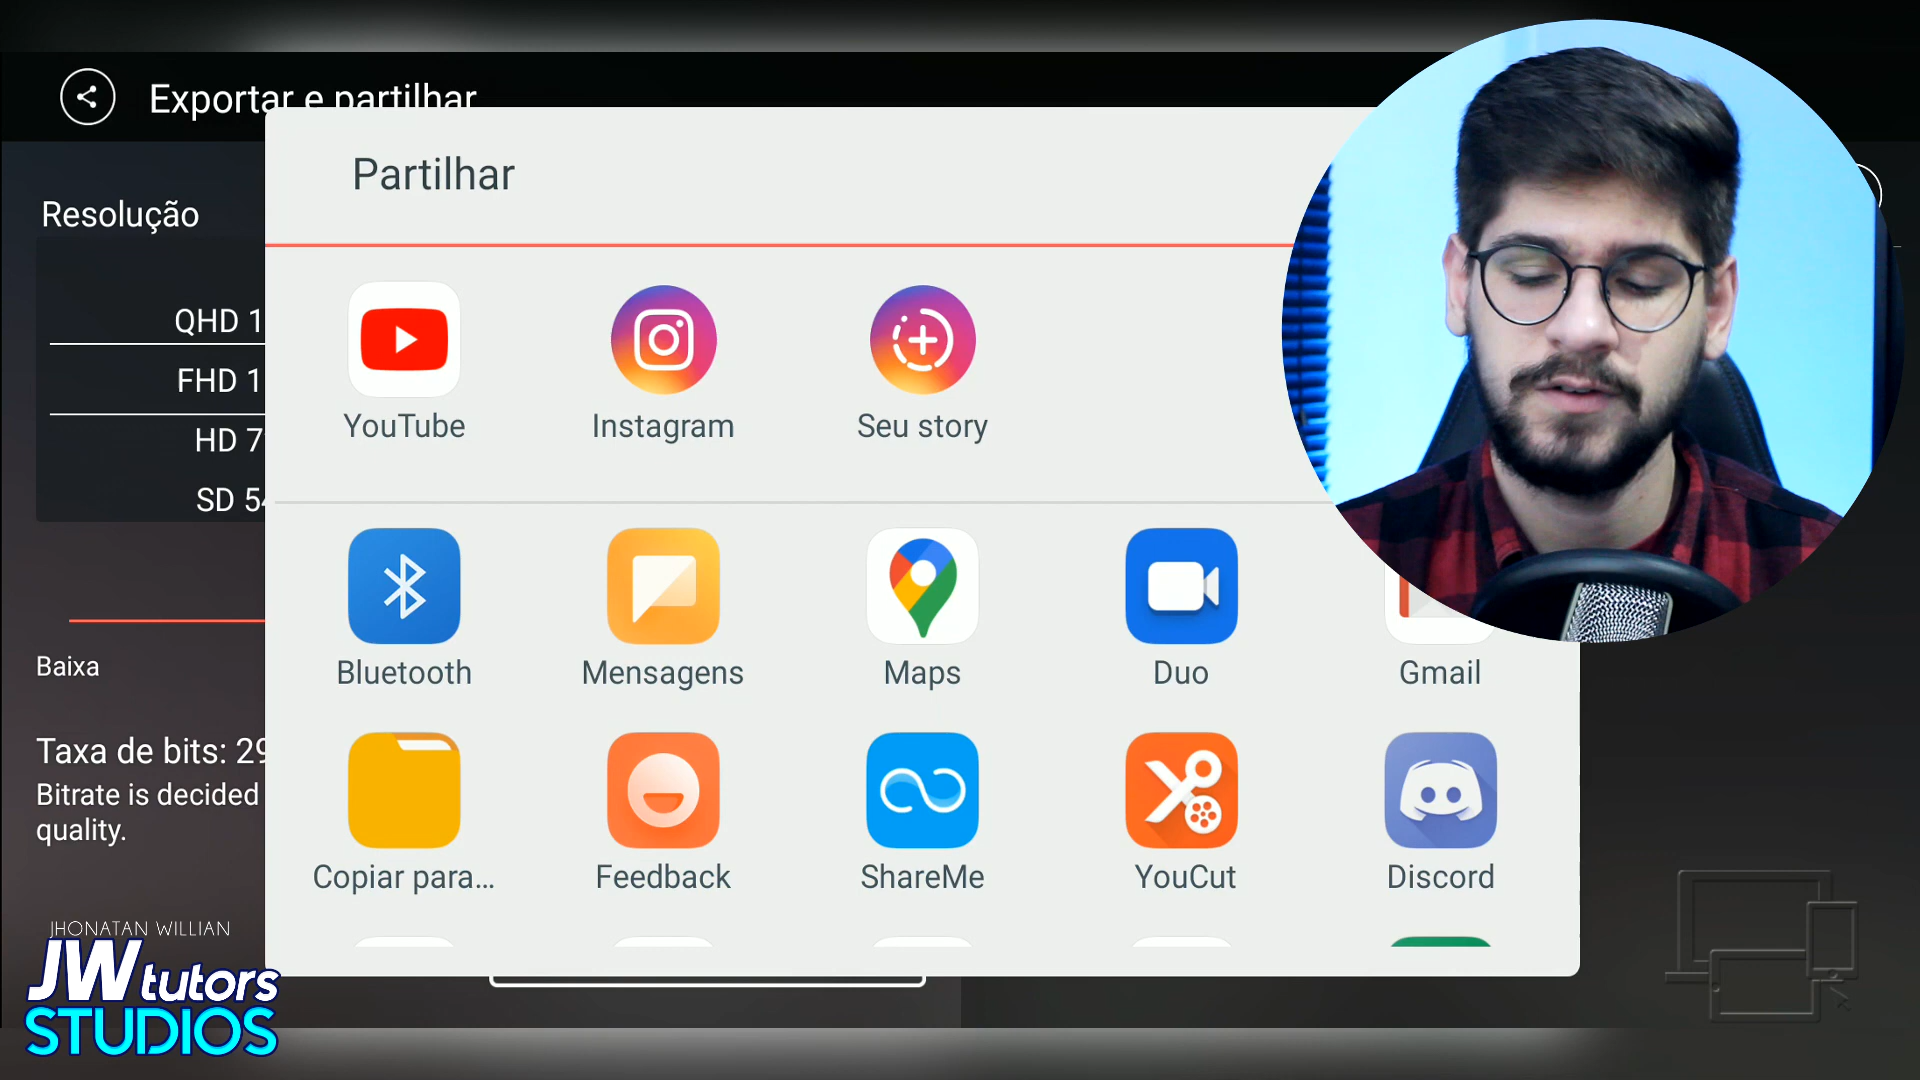 Exportar e partilhar
Partilhar
Resolução
QHD 1
FHD 1
HD 7
SD 54
YouTube
Instagram
Seu story
Bluetooth
Mensagens
Maps
Duo
Gmail
Baixa
Taxa de bits: 29
Bitrate is decided
quality.
Copiar para...
Feedback
ShareMe
YouCut
Discord
JHONATAN WILLIAN
JW tutors
STUDIOS